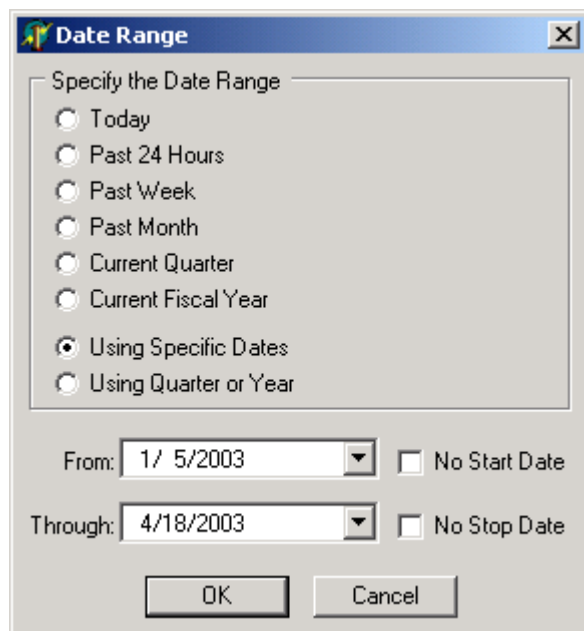 Date Range
Specify the Date Range
Today
Past 24 Hours
Past Week
Past Month
Current Quarter
Current Fiscal Year
Using Specific Dates
Using Quarter or Year
From: 1/ 5/2003 No Start Date
Through: 4/18/2003 No Stop Date
OK Cancel